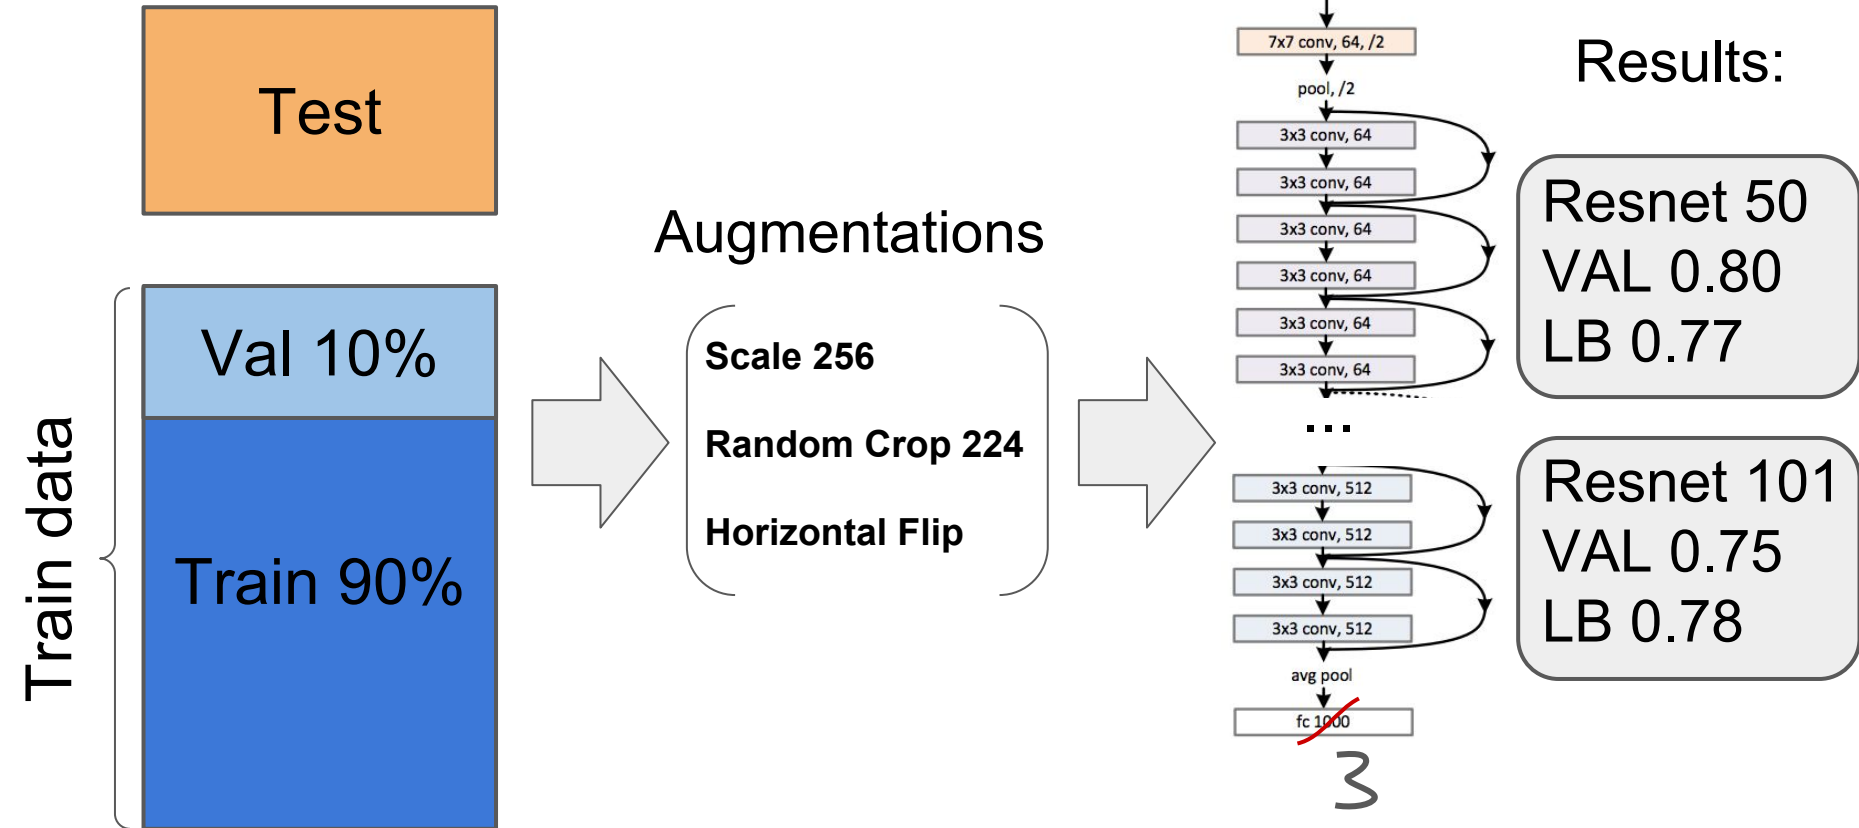 Test
Train data
Val 10%
Train 90%
Augmentations
Scale 256
Random Crop 224
Horizontal Flip
7x7 conv, 64, /2
pool, /2
3x3 conv, 64
3x3 conv, 64
3x3 conv, 64
3x3 conv, 64
3x3 conv, 64
3x3 conv, 64
...
3x3 conv, 512
3x3 conv, 512
3x3 conv, 512
3x3 conv, 512
avg pool
fc 1000
3
Results:
Resnet 50
VAL 0.80
LB 0.77
Resnet 101
VAL 0.75
LB 0.78